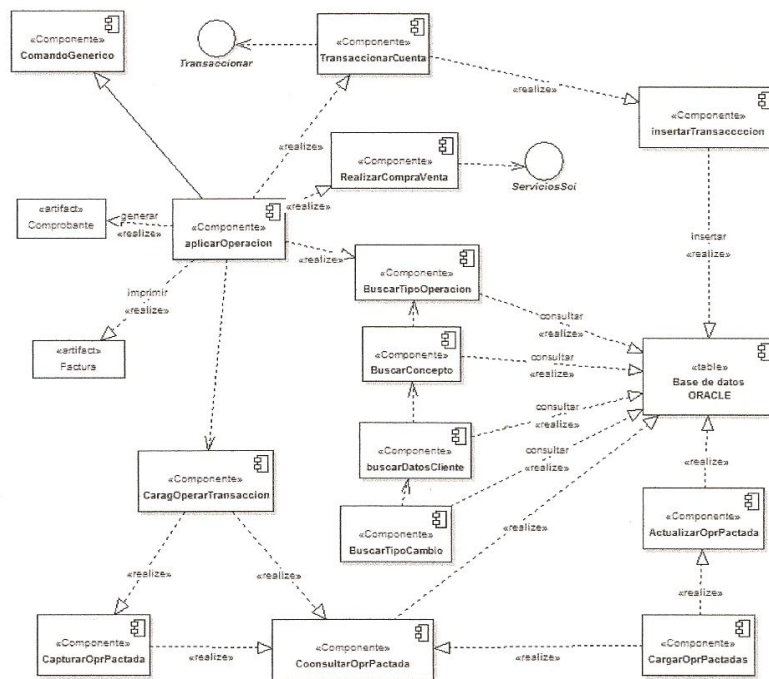 «Componente»
ComandoGenerico
Transaccionar
«Componente»
TransaccionarCuenta
«realize»
«Componente»
insertarTransaccccion
«realize»
«Componente»
RealizarCompraVenta
ServiciosSoi
«realize»
«artifact»
Comprobante
generar
«realize»
«Componente»
aplicarOperacion
«realize»
«Componente»
BuscarTipoOperacion
insertar
«realize»
imprimir
«realize»
«artifact»
Factura
consultar
«realize»
«Componente»
BuscarConcepto
consultar
«realize»
«table»
Base de datos
ORACLE
consultar
«realize»
«Componente»
buscarDatosCliente
consultar
«realize»
«Componente»
CaragOperarTransaccion
«realize»
«Componente»
ActualizarOprPactada
«Componente»
BuscarTipoCambio
«realize»
«realize»
«realize»
«realize»
«Componente»
CapturarOprPactada
«realize»
«Componente»
CoonsultarOprPactada
«realize»
«Componente»
CargarOprPactadas